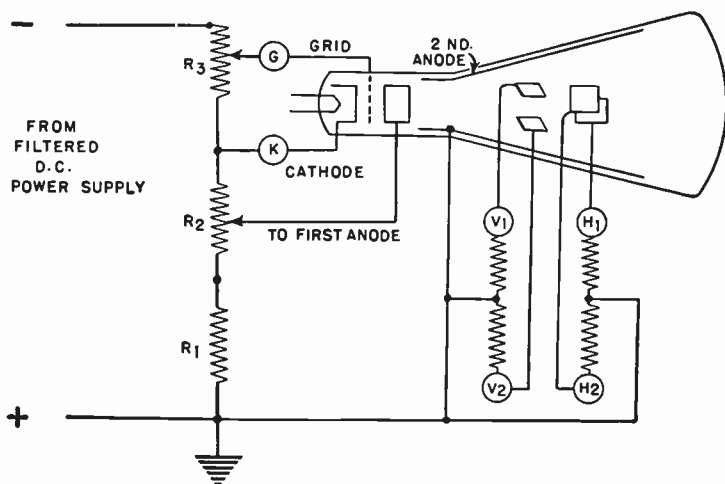 −
R3
G
GRID
2 ND.
ANODE
FROM
FILTERED
D.C.
POWER SUPPLY
K
CATHODE
R2
TO FIRST ANODE
V1
H1
R1
V2
H2
+